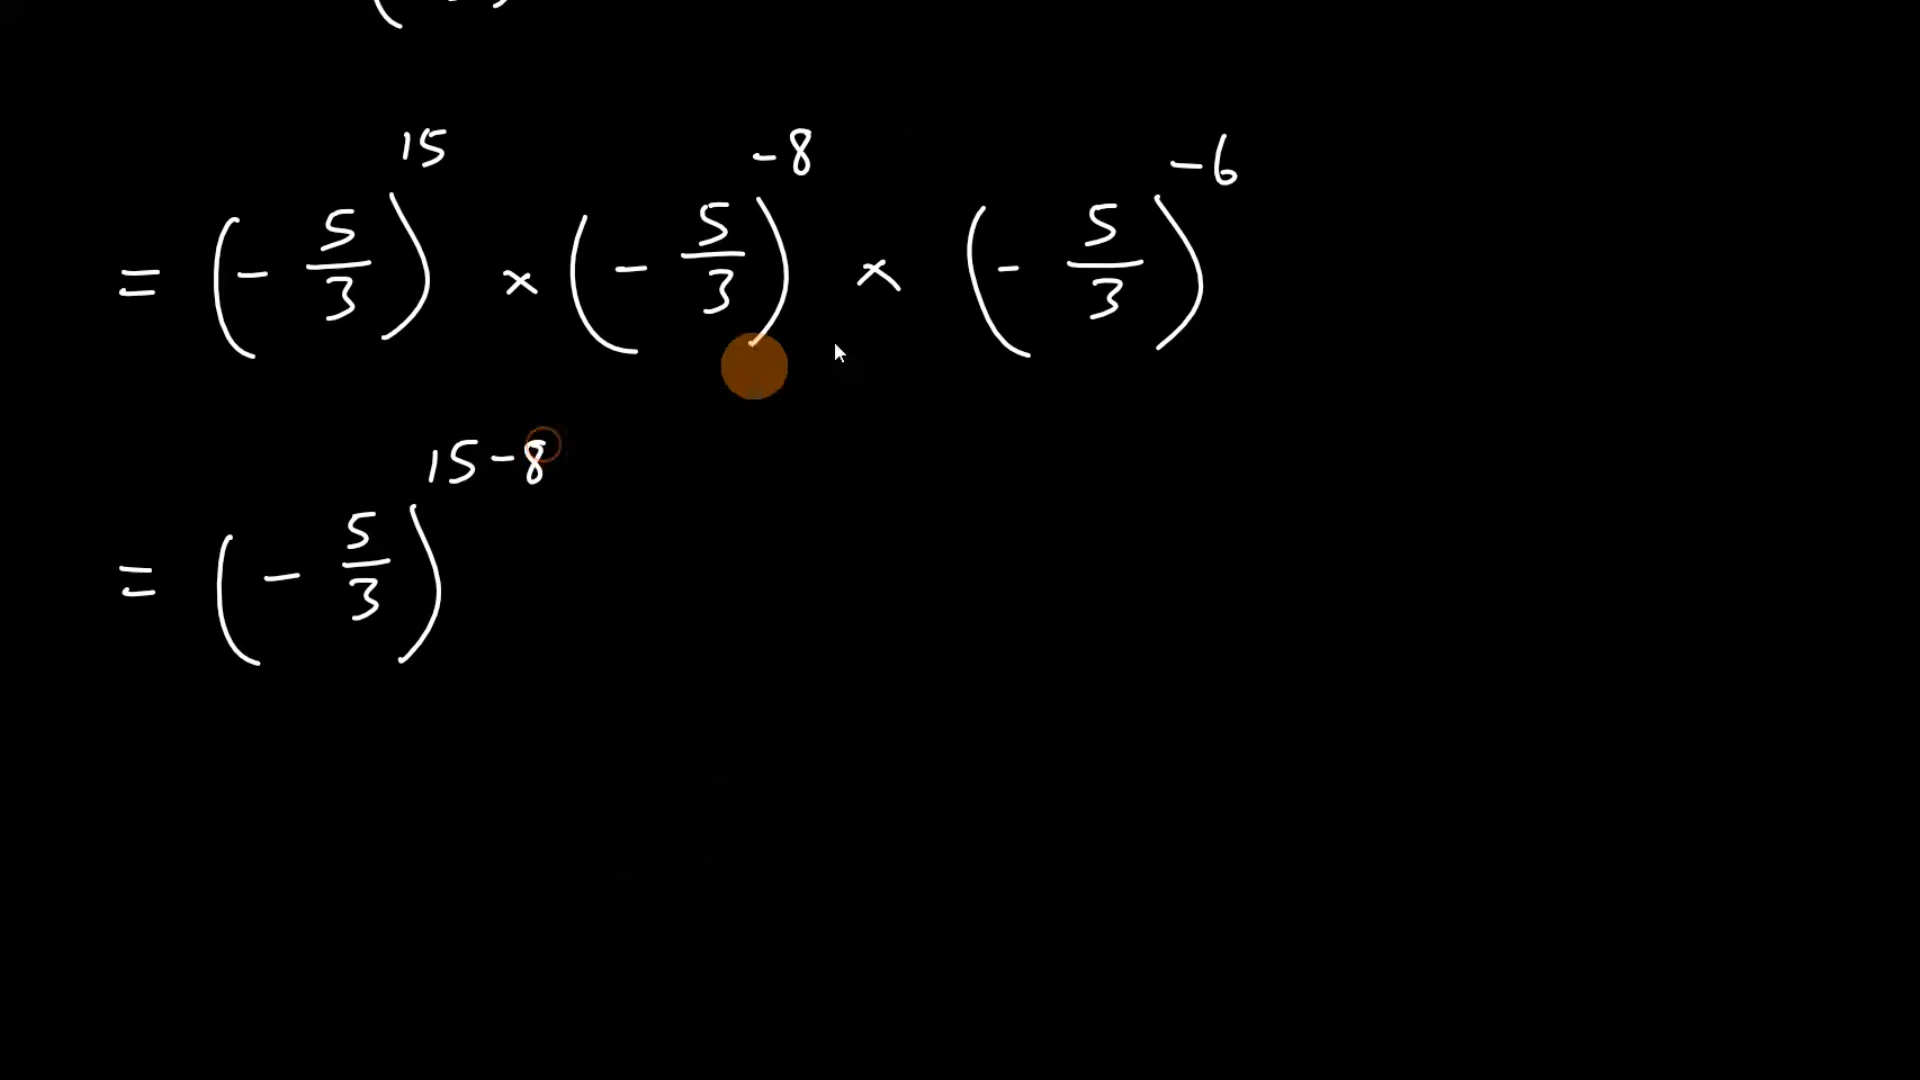 = (- 5/3)^15 × (- 5/3)^-8 × (- 5/3)^-6
= (- 5/3)^15-8